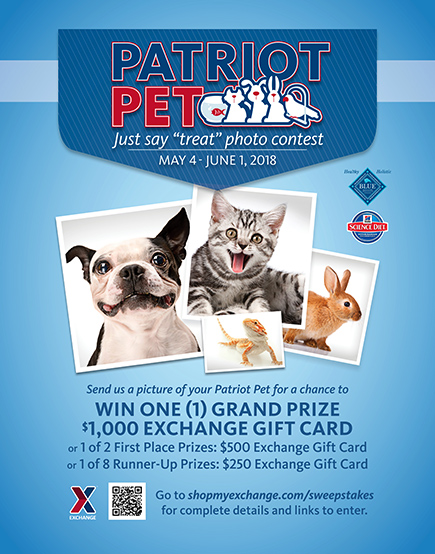 PATRIOT
PET
Just say “treat” photo contest
MAY 4 - JUNE 1, 2018
Healthy Holistic
BLUE
SCIENCE DIET
Send us a picture of your Patriot Pet for a chance to
WIN ONE (1) GRAND PRIZE
$1,000 EXCHANGE GIFT CARD
or 1 of 2 First Place Prizes: $500 Exchange Gift Card
or 1 of 8 Runner-Up Prizes: $250 Exchange Gift Card
X
EXCHANGE
Go to shopmyexchange.com/sweepstakes
for complete details and links to enter.